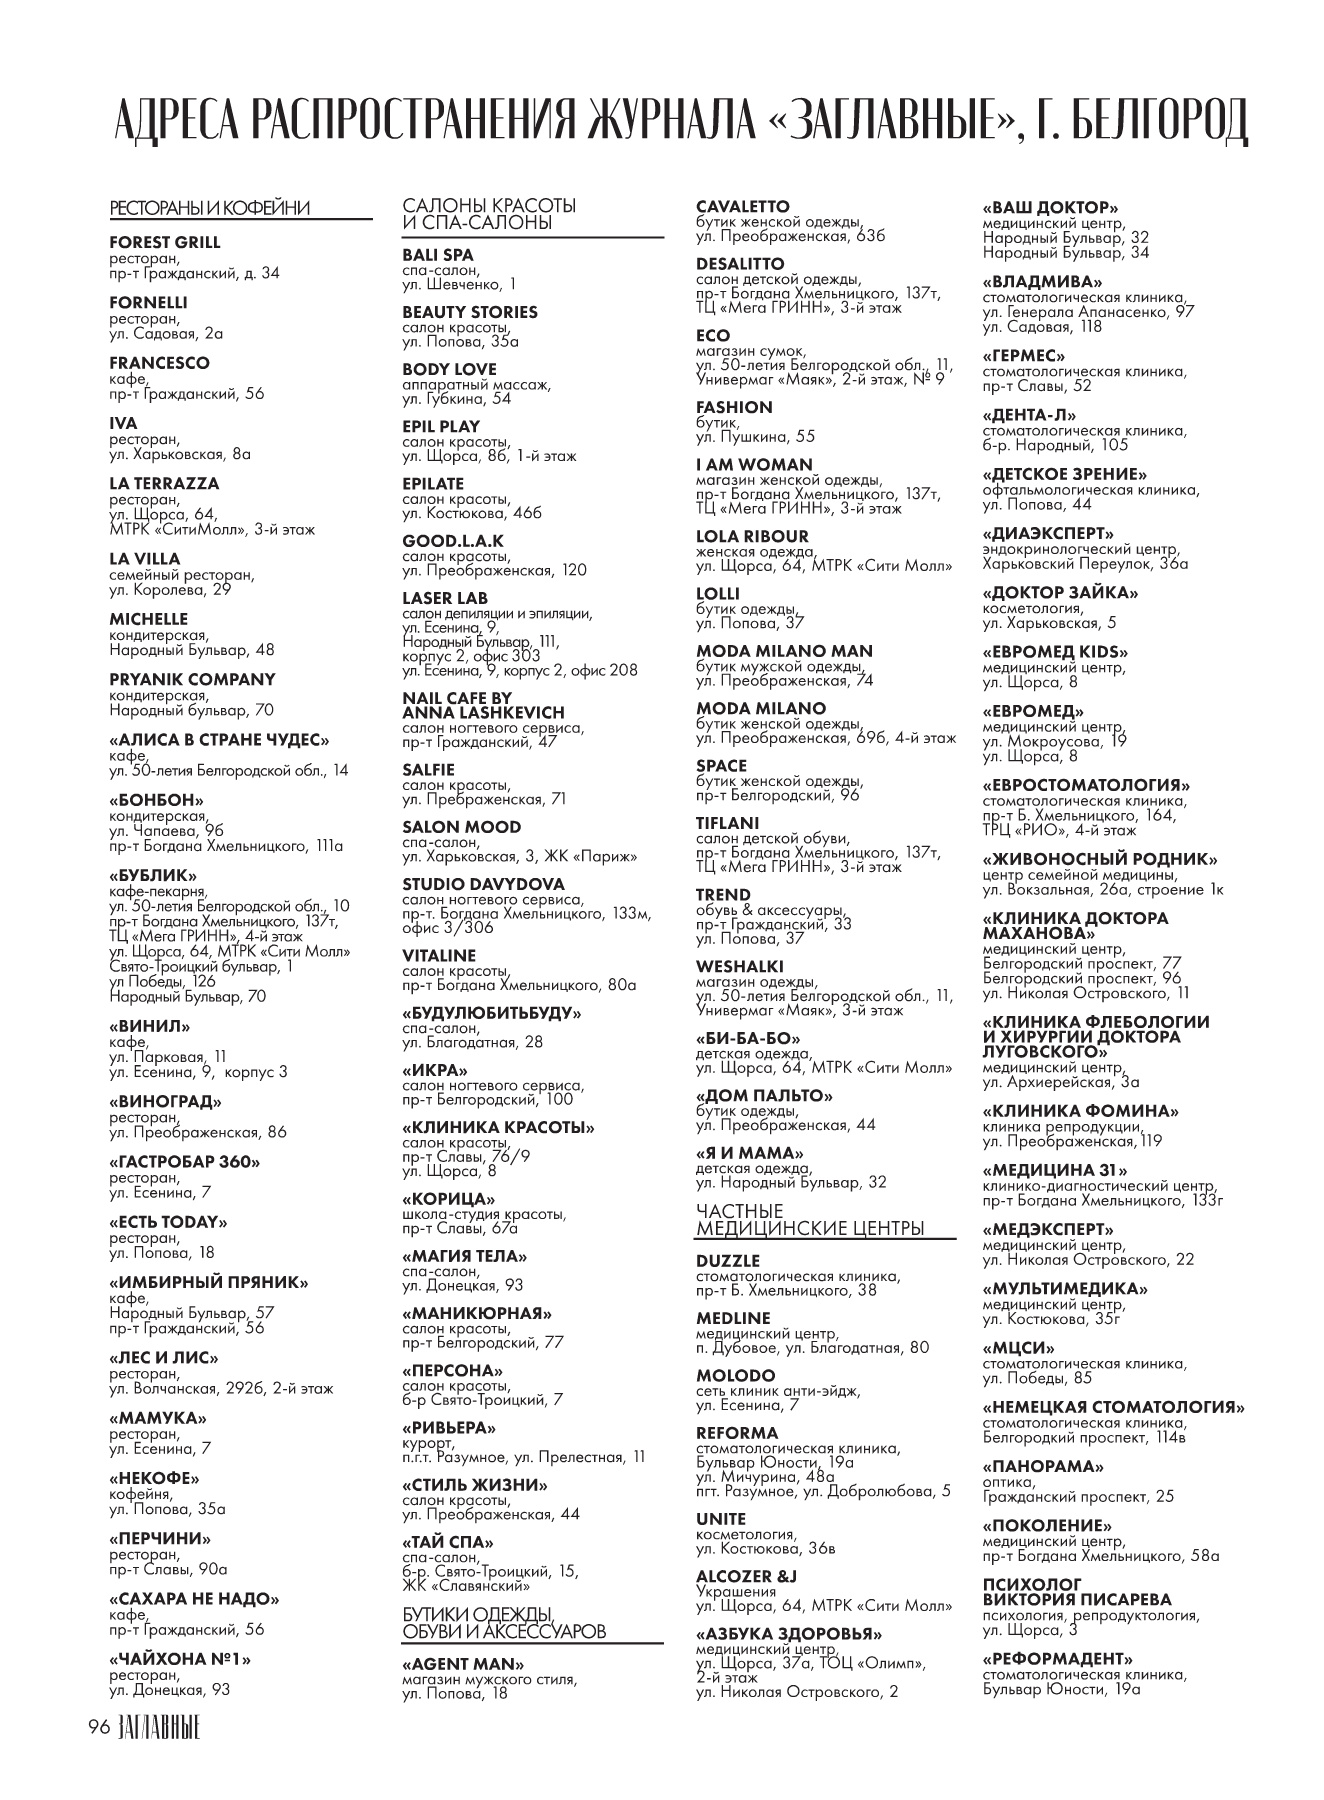 АДРЕСА РАСПРОСТРАНЕНИЯ ЖУРНАЛА «ЗАГЛАВНЫЕ», Г. БЕЛГОРОД
РЕСТОРАНЫ И КОФЕЙНИ
FOREST GRILL
ресторан,
пр-т Гражданский, д. 34
FORNELLI
ресторан,
ул. Садовая, 2а
FRANCESCO
кафе,
пр-т Гражданский, 56
IVA
ресторан,
ул. Харьковская, 8а
LA TERRAZZA
ресторан,
ул. Щорса, 64,
МТРК «СитиМолл», 3-й этаж
LA VILLA
семейный ресторан,
ул. Королева, 29
MICHELLE
кондитерская,
Народный Бульвар, 48
PRYANIK COMPANY
кондитерская,
Народный бульвар, 70
«АЛИСА В СТРАНЕ ЧУДЕС»
кафе,
ул. 50-летия Белгородской обл., 14
«БОНБОН»
кондитерская,
ул. Чапаева, 9б
пр-т Богдана Хмельницкого, 111а
«БУБЛИК»
кафе-пекарня,
ул. 50-летия Белгородской обл., 10
пр-т Богдана Хмельницкого, 137т,
ТЦ «Мега ГРИНН», 4-й этаж
ул. Щорса, 64, МТРК «Сити Молл»
Свято-Троицкий бульвар, 1
ул Победы, 126
Народный Бульвар, 70
«ВИНИЛ»
кафе,
ул. Парковая, 11
ул. Есенина, 9, корпус 3
«ВИНОГРАД»
ресторан,
ул. Преображенская, 86
«ГАСТРОБАР 360»
ресторан,
ул. Есенина, 7
«ЕСТЬ TODAY»
ресторан,
ул. Попова, 18
«ИМБИРНЫЙ ПРЯНИК»
кафе,
Народный Бульвар, 57
пр-т Гражданский, 56
«ЛЕС И ЛИС»
ресторан,
ул. Волчанская, 292б, 2-й этаж
«МАМУКА»
ресторан,
ул. Есенина, 7
«НЕКОФЕ»
кофейня,
ул. Попова, 35а
«ПЕРЧИНИ»
ресторан,
пр-т Славы, 90а
«САХАРА НЕ НАДО»
кафе,
пр-т Гражданский, 56
«ЧАЙХОНА №1»
ресторан,
ул. Донецкая, 93
САЛОНЫ КРАСОТЫ
И СПА-САЛОНЫ
BALI SPA
спа-салон,
ул. Шевченко, 1
BEAUTY STORIES
салон красоты,
ул. Попова, 35а
BODY LOVE
аппаратный массаж,
ул. Губкина, 54
EPIL PLAY
салон красоты,
ул. Щорса, 8б, 1-й этаж
EPILATE
салон красоты,
ул. Костюкова, 46б
GOOD.L.A.K
салон красоты,
ул. Преображенская, 120
LASER LAB
салон депиляции и эпиляции,
ул. Есенина, 9,
Народный Бульвар, 111,
корпус 2, офис 303
ул. Есенина, 9, корпус 2, офис 208
NAIL CAFE BY
ANNA LASHKEVICH
салон ногтевого сервиса,
пр-т Гражданский, 47
SALFIE
салон красоты,
ул. Пребраженская, 71
SALON MOOD
спа-салон,
ул. Харьковская, 3, ЖК «Париж»
STUDIO DAVYDOVA
салон ногтевого сервиса,
пр-т. Богдана Хмельницкого, 133м,
офис 3/306
VITALINE
салон красоты,
пр-т Богдана Хмельницкого, 80а
«БУДУЛЮБИТЬБУДУ»
спа-салон,
ул. Благодатная, 28
«ИКРА»
салон ногтевого сервиса,
пр-т Белгородский, 100
«КЛИНИКА КРАСОТЫ»
салон красоты,
пр-т Славы, 76/9
ул. Щорса, 8
«КОРИЦА»
школа-студия красоты,
пр-т Славы, 67а
«МАГИЯ ТЕЛА»
спа-салон,
ул. Донецкая, 93
«МАНИКЮРНАЯ»
салон красоты,
пр-т Белгородский, 77
«ПЕРСОНА»
салон красоты,
б-р Свято-Троицкий, 7
«РИВЬЕРА»
курорт,
п.г.т. Разумное, ул. Прелестная, 11
«СТИЛЬ ЖИЗНИ»
салон красоты,
ул. Преображенская, 44
«ТАЙ СПА»
спа-салон,
б-р. Свято-Троицкий, 15,
ЖК «Славянский»
БУТИКИ ОДЕЖДЫ,
ОБУВИ И АКСЕССУАРОВ
«AGENT MAN»
магазин мужского стиля,
ул. Попова, 18
CAVALETTO
бутик женской одежды,
ул. Преображенская, 63б
DESALITTO
салон детской одежды,
пр-т Богдана Хмельницкого, 137т,
ТЦ «Мега ГРИНН», 3-й этаж
ECO
магазин сумок,
ул. 50-летия Белгородской обл., 11,
Универмаг «Маяк», 2-й этаж, № 9
FASHION
бутик,
ул. Пушкина, 55
I AM WOMAN
магазин женской одежды,
пр-т Богдана Хмельницкого, 137т,
ТЦ «Мега ГРИНН», 3-й этаж
LOLA RIBOUR
женская одежда,
ул. Щорса, 64, МТРК «Сити Молл»
LOLLI
бутик одежды,
ул. Попова, 37
MODA MILANO MAN
бутик мужской одежды,
ул. Преображенская, 74
MODA MILANO
бутик женской одежды,
ул. Преображенская, 69б, 4-й этаж
SPACE
бутик женской одежды,
пр-т Белгородский, 96
TIFLANI
салон детской обуви,
пр-т Богдана Хмельницкого, 137т,
ТЦ «Мега ГРИНН», 3-й этаж
TREND
обувь & аксессуары,
пр-т Гражданский, 33
ул. Попова, 37
WESHALKI
магазин одежды,
ул. 50-летия Белгородской обл., 11,
Универмаг «Маяк», 3-й этаж
«БИ-БА-БО»
детская одежда,
ул. Щорса, 64, МТРК «Сити Молл»
«ДОМ ПАЛЬТО»
бутик одежды,
ул. Преображенская, 44
«Я И МАМА»
детская одежда,
ул. Народный Бульвар, 32
ЧАСТНЫЕ
МЕДИЦИНСКИЕ ЦЕНТРЫ
DUZZLE
стоматологическая клиника,
пр-т Б. Хмельницкого, 38
MEDLINE
медицинский центр,
п. Дубовое, ул. Благодатная, 80
MOLODO
сеть клиник анти-эйдж,
ул. Есенина, 7
REFORMA
стоматологическая клиника,
Бульвар Юности, 19а
ул. Мичурина, 48а
пгт. Разумное, ул. Добролюбова, 5
UNITE
косметология,
ул. Костюкова, 36в
ALCOZER &J
Украшения
ул. Щорса, 64, МТРК «Сити Молл»
«АЗБУКА ЗДОРОВЬЯ»
медицинский центр,
ул. Щорса, 37а, ТОЦ «Олимп»,
2-й этаж
ул. Николая Островского, 2
«ВАШ ДОКТОР»
медицинский центр,
Народный Бульвар, 32
Народный Бульвар, 34
«ВЛАДМИВА»
стоматологическая клиника,
ул. Генерала Апанасенко, 97
ул. Садовая, 118
«ГЕРМЕС»
стоматологическая клиника,
пр-т Славы, 52
«ДЕНТА-Л»
стоматологическая клиника,
б-р. Народный, 105
«ДЕТСКОЕ ЗРЕНИЕ»
офтальмологическая клиника,
ул. Попова, 44
«ДИАЭКСПЕРТ»
эндокринологческий центр,
Харьковский Переулок, 36а
«ДОКТОР ЗАЙКА»
косметология,
ул. Харьковская, 5
«ЕВРОМЕД KIDS»
медицинский центр,
ул. Щорса, 8
«ЕВРОМЕД»
медицинский центр,
ул. Мокроусова, 19
ул. Щорса, 8
«ЕВРОСТОМАТОЛОГИЯ»
стоматологическая клиника,
пр-т Б. Хмельницкого, 164,
ТРЦ «РИО», 4-й этаж
«ЖИВОНОСНЫЙ РОДНИК»
центр семейной медицины,
ул. Вокзальная, 26а, строение 1к
«КЛИНИКА ДОКТОРА
МАХАНОВА»
медицинский центр,
Белгородский проспект, 77
Белгородский проспект, 96
ул. Николая Островского, 11
«КЛИНИКА ФЛЕБОЛОГИИ
И ХИРУРГИИ ДОКТОРА
ЛУГОВСКОГО»
медицинский центр,
ул. Архиерейская, 3а
«КЛИНИКА ФОМИНА»
клиника репродукции,
ул. Преображенская, 119
«МЕДИЦИНА 31»
клинико-диагностический центр,
пр-т Богдана Хмельницкого, 133г
«МЕДЭКСПЕРТ»
медицинский центр,
ул. Николая Островского, 22
«МУЛЬТИМЕДИКА»
медицинский центр,
ул. Костюкова, 35г
«МЦСИ»
стоматологическая клиника,
ул. Победы, 85
«НЕМЕЦКАЯ СТОМАТОЛОГИЯ»
стоматологическая клиника,
Белгородкий проспект, 114в
«ПАНОРАМА»
оптика,
Гражданский проспект, 25
«ПОКОЛЕНИЕ»
медицинский центр,
пр-т Богдана Хмельницкого, 58а
ПСИХОЛОГ
ВИКТОРИЯ ПИСАРЕВА
психология, репродуктология,
ул. Щорса, 3
«РЕФОРМАДЕНТ»
стоматологическая клиника,
Бульвар Юности, 19а
96 ЗАГЛАВНЫЕ